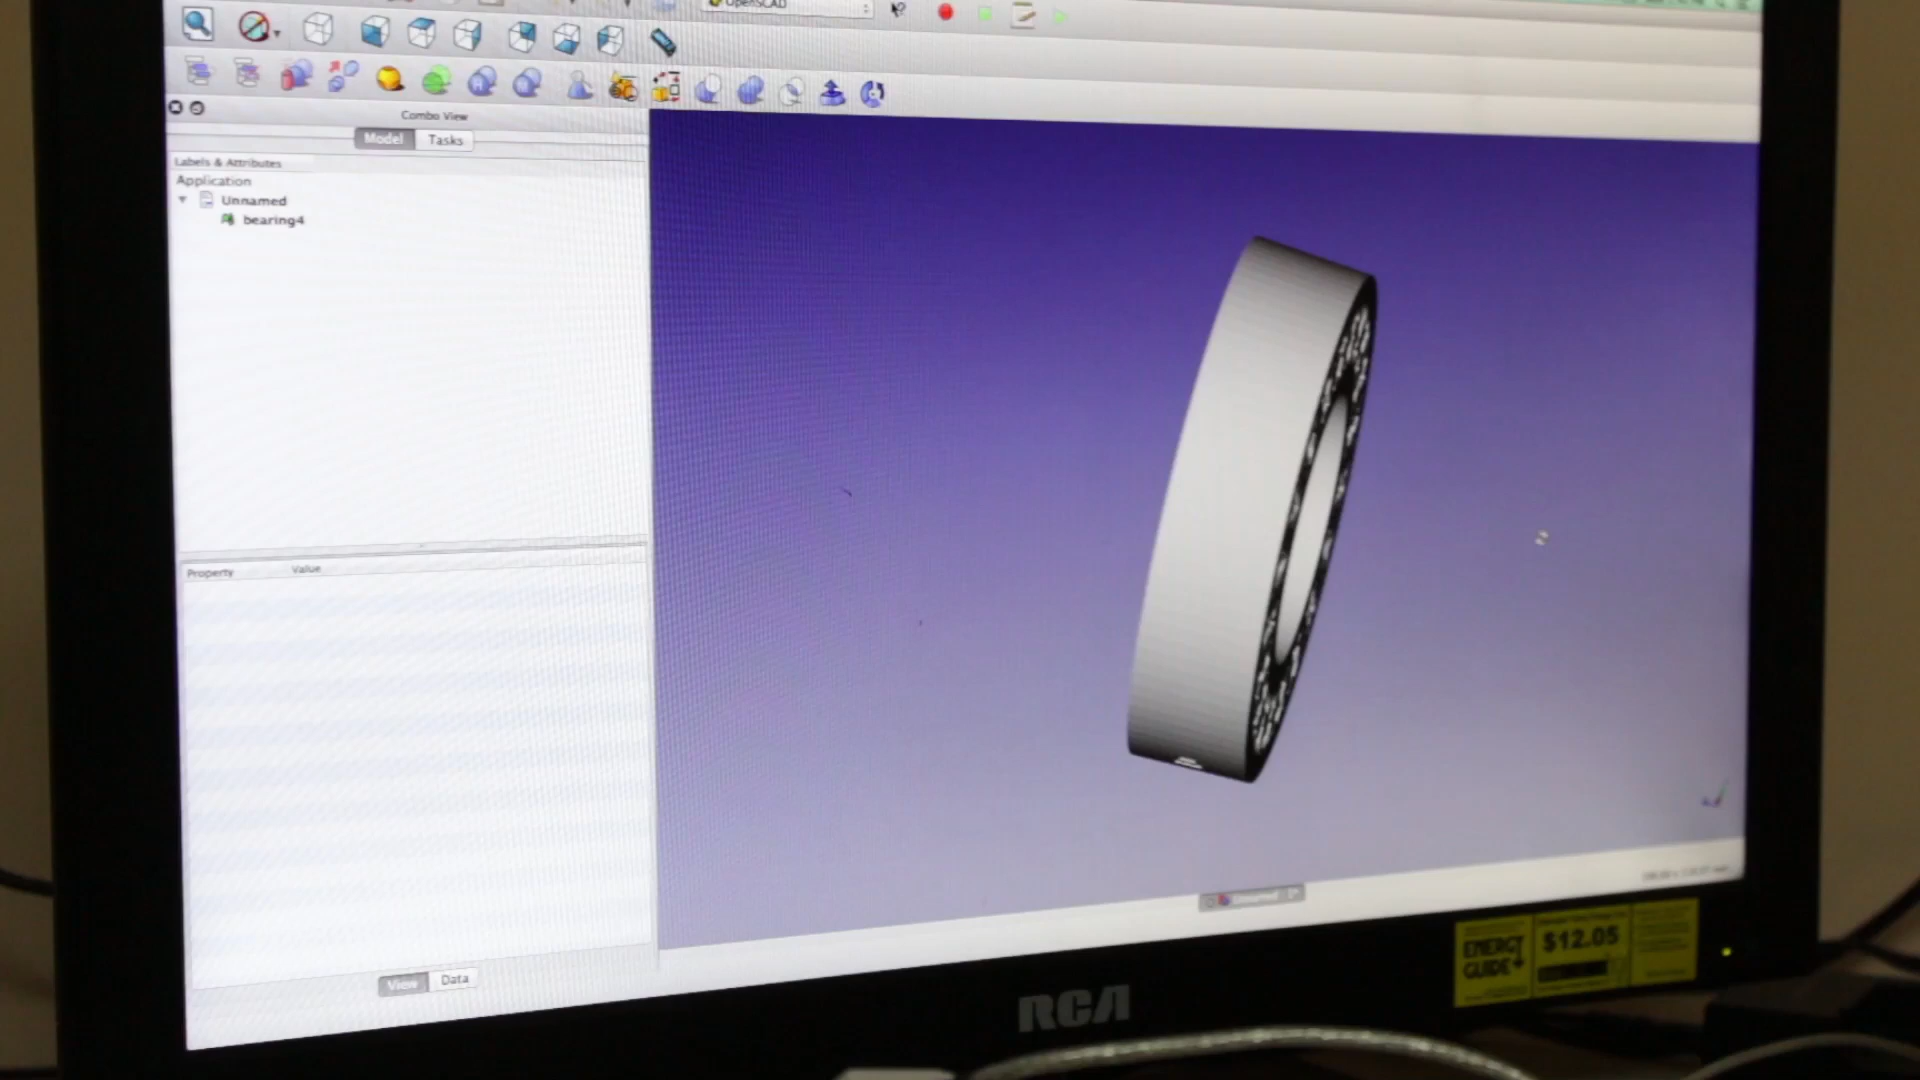 OpenSCAD
Combo View
Model Tasks
Labels & Attributes
Application
Unnamed
bearing4
Property Value
View Data
RCA
ENERGY
GUIDE
$12.05